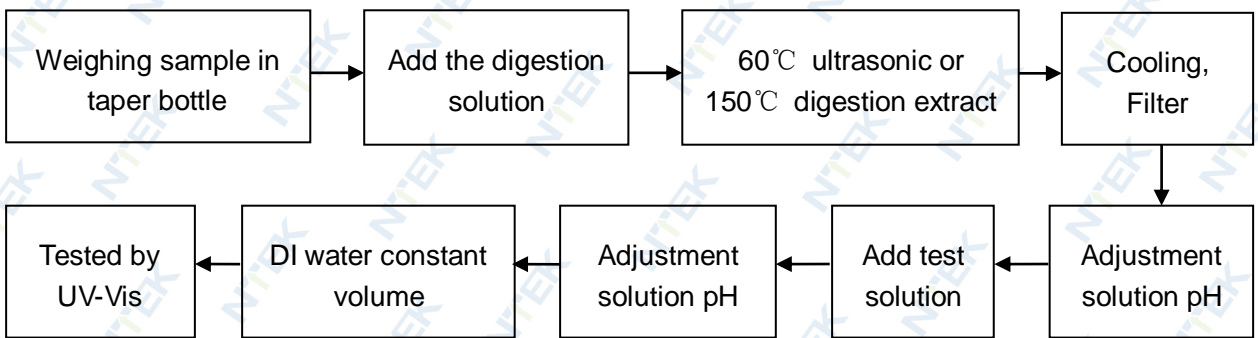 Weighing sample in
taper bottle
Add the digestion
solution
60℃ ultrasonic or
150℃ digestion extract
Cooling,
Filter
Adjustment
solution pH
Add test
solution
Adjustment
solution pH
DI water constant
volume
Tested by
UV-Vis
NTEK